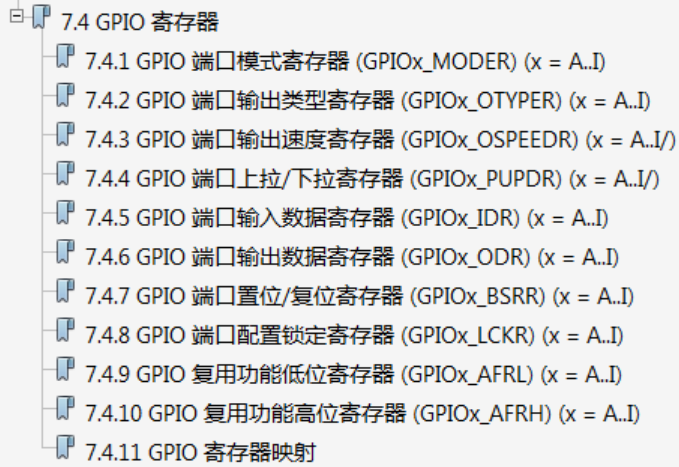 7.4 GPIO 寄存器
7.4.1 GPIO 端口模式寄存器 (GPIOx_MODER) (x = A..I)
7.4.2 GPIO 端口输出类型寄存器 (GPIOx_OTYPER) (x = A..I)
7.4.3 GPIO 端口输出速度寄存器 (GPIOx_OSPEEDR) (x = A..I/)
7.4.4 GPIO 端口上拉/下拉寄存器 (GPIOx_PUPDR) (x = A..I/)
7.4.5 GPIO 端口输入数据寄存器 (GPIOx_IDR) (x = A..I)
7.4.6 GPIO 端口输出数据寄存器 (GPIOx_ODR) (x = A..I)
7.4.7 GPIO 端口置位/复位寄存器 (GPIOx_BSRR) (x = A..I)
7.4.8 GPIO 端口配置锁定寄存器 (GPIOx_LCKR) (x = A..I)
7.4.9 GPIO 复用功能低位寄存器 (GPIOx_AFRL) (x = A..I)
7.4.10 GPIO 复用功能高位寄存器 (GPIOx_AFRH) (x = A..I)
7.4.11 GPIO 寄存器映射